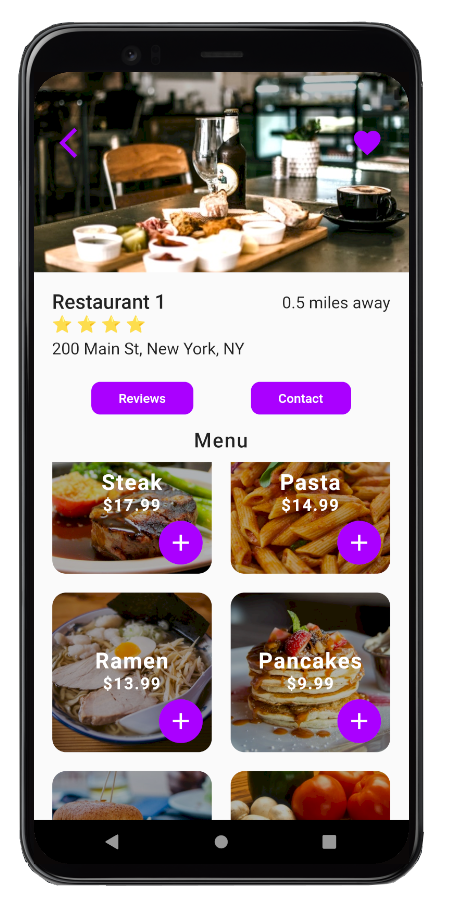 Restaurant 1
0.5 miles away
200 Main St, New York, NY
Reviews
Contact
Menu
Steak
$17.99
Pasta
$14.99
Ramen
$13.99
Pancakes
$9.99